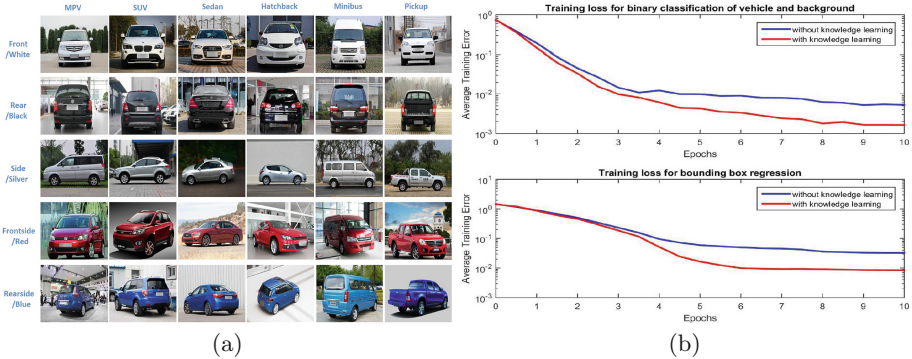 MPV SUV Sedan Hatchback Minibus Pickup
Front
/White
Rear
/Black
Side
/Silver
Frontside
/Red
Rearside
/Blue
(a)
Training loss for binary classification of vehicle and background
Average Training Error
10^0
10^-1
10^-2
10^-3
without knowledge learning
with knowledge learning
0 1 2 3 4 5 6 7 8 9 10
Epochs
Training loss for bounding box regression
Average Training Error
10^1
10^0
10^-1
10^-2
10^-3
without knowledge learning
with knowledge learning
0 1 2 3 4 5 6 7 8 9 10
Epochs
(b)